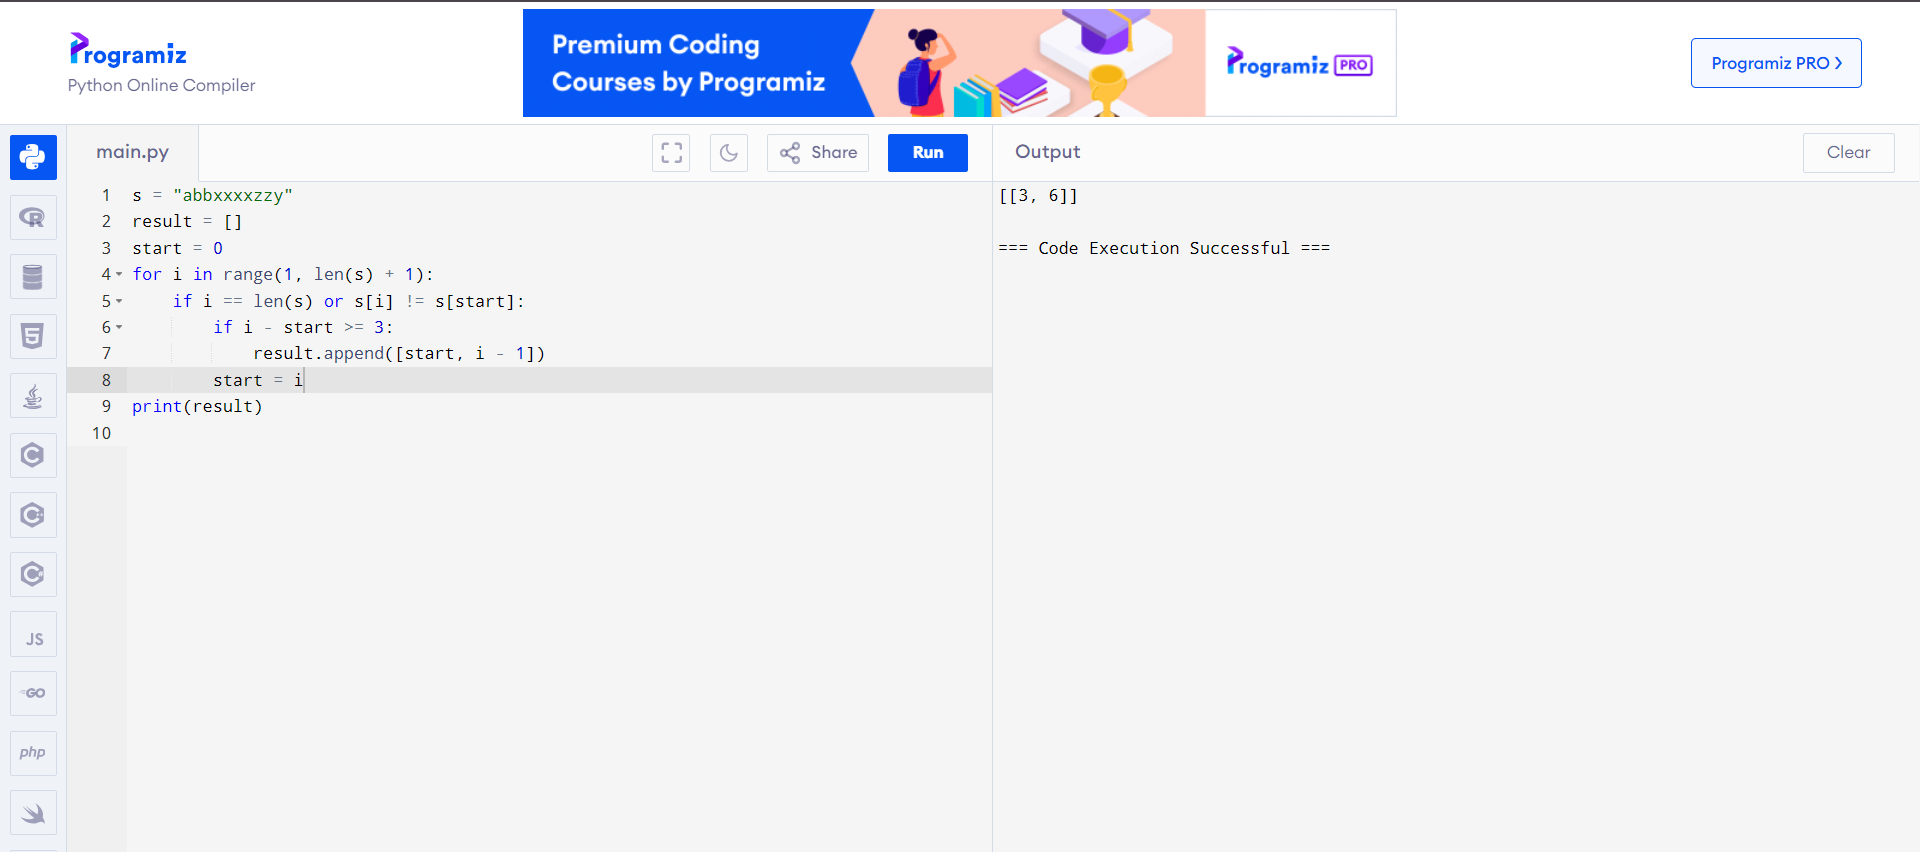 Programiz
Python Online Compiler
Premium Coding
Courses by Programiz
Programiz PRO
Programiz PRO ›
main.py
Share
Run
Output
Clear
1 s = "abbxxxxzzy"
2 result = []
3 start = 0
4 for i in range(1, len(s) + 1):
5     if i == len(s) or s[i] != s[start]:
6         if i - start >= 3:
7             result.append([start, i - 1])
8         start = i
9 print(result)
10
[[3, 6]]
=== Code Execution Successful ===
R
5
C
C
C
JS
GO
php